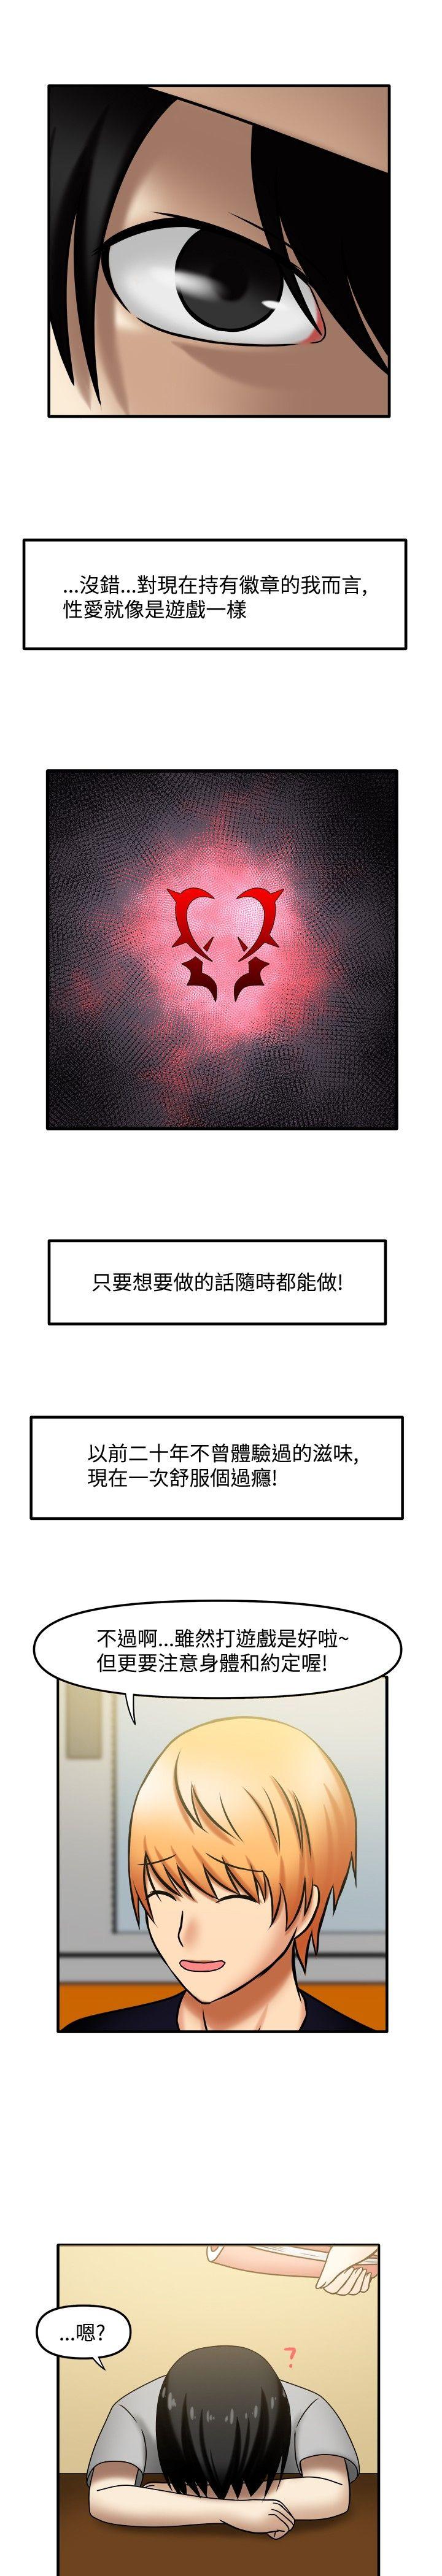 ...沒錯...對現在持有徽章的我而言,
性愛就像是遊戲一樣
只要想要做的話隨時都能做!
以前二十年不曾體驗過的滋味,
現在一次舒服個過癮!
不過啊...雖然打遊戲是好啦~
但更要注意身體和約定喔!
...嗯?
?